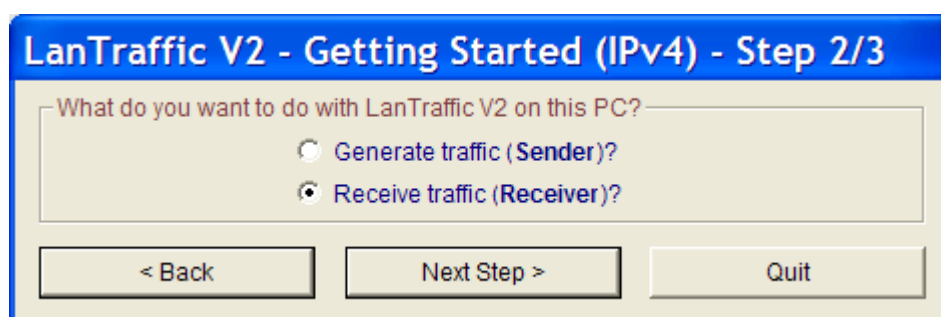 LanTraffic V2 - Getting Started (IPv4) - Step 2/3
What do you want to do with LanTraffic V2 on this PC?
Generate traffic (Sender)?
Receive traffic (Receiver)?
< Back Next Step > Quit